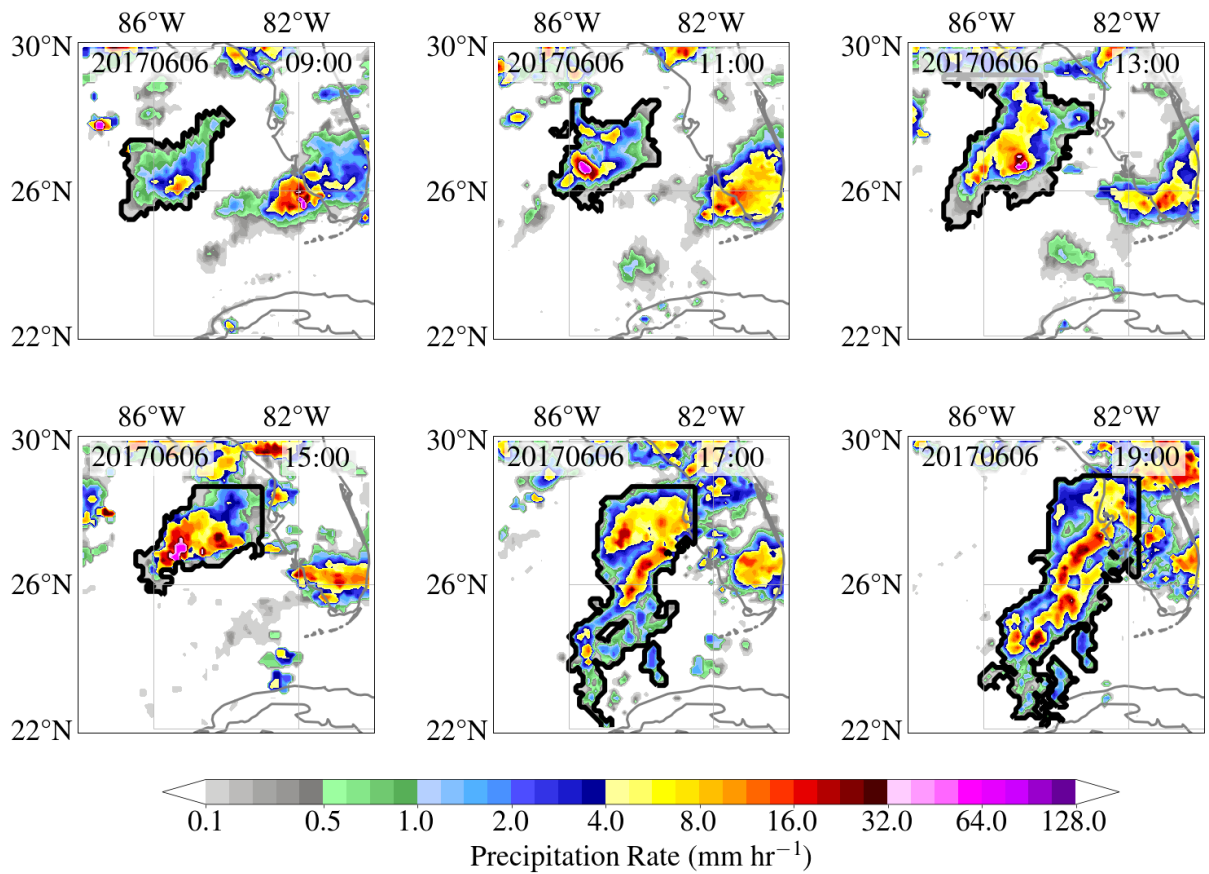 86°W 82°W 86°W 82°W 86°W 82°W
30°N 20170606 09:00 30°N 20170606 11:00 30°N 20170606 13:00
26°N 26°N 26°N
22°N 22°N 22°N
86°W 82°W 86°W 82°W 86°W 82°W
30°N 20170606 15:00 30°N 20170606 17:00 30°N 20170606 19:00
26°N 26°N 26°N
22°N 22°N 22°N
0.1 0.5 1.0 2.0 4.0 8.0 16.0 32.0 64.0 128.0
Precipitation Rate (mm hr⁻¹)